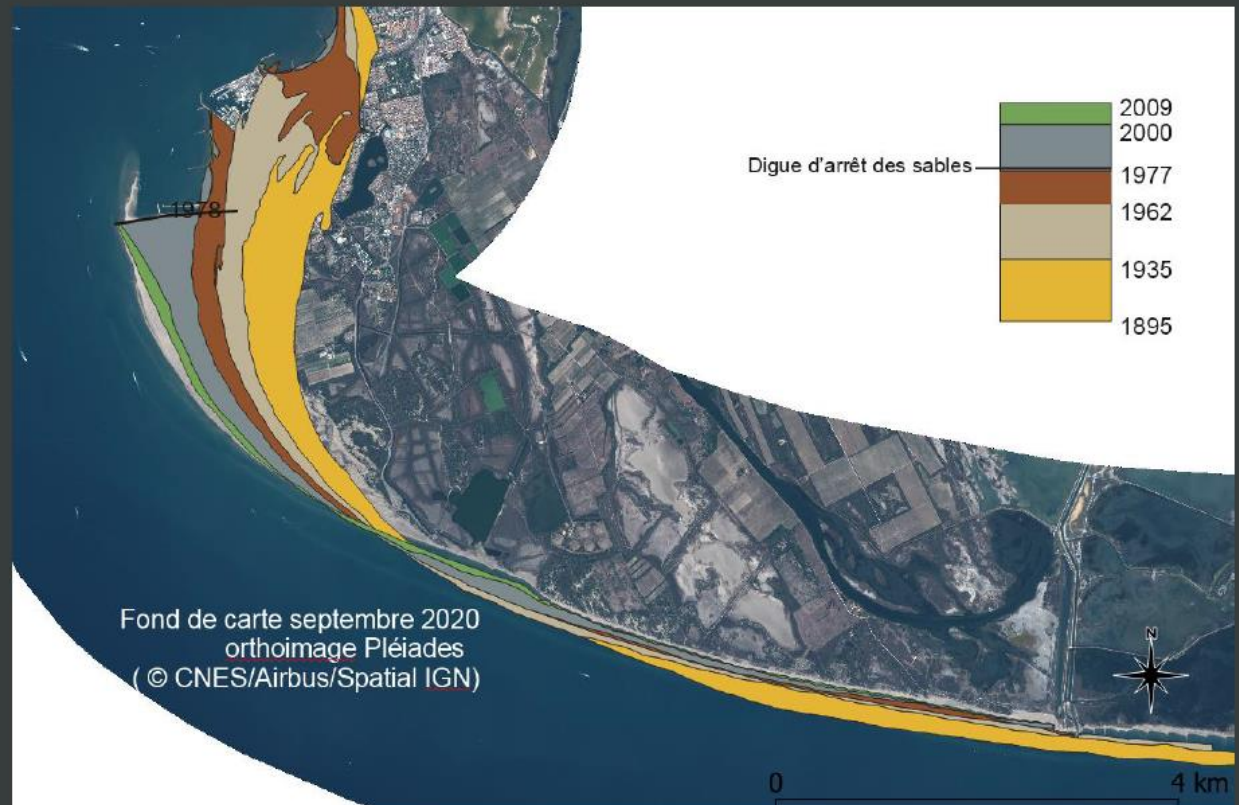 2009
2000
Digue d'arrêt des sables
1977
1978
1962
1935
1895
Fond de carte septembre 2020
orthoimage Pléiades
( © CNES/Airbus/Spatial IGN)
N
0
4 km